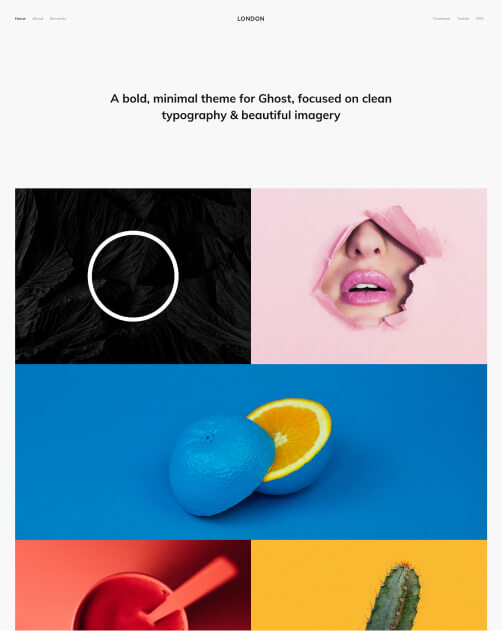 Home About Elements
LONDON
Facebook Twitter RSS
A bold, minimal theme for Ghost, focused on clean
typography & beautiful imagery